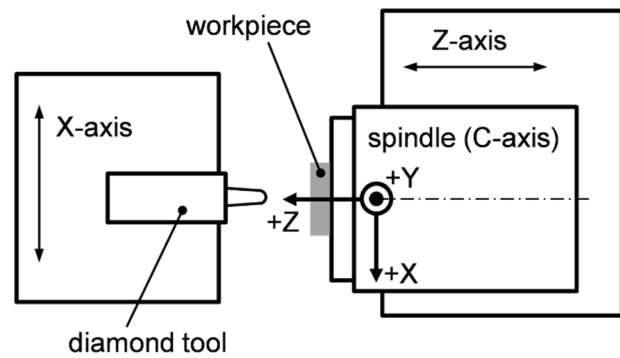 workpiece
Z-axis
X-axis
spindle (C-axis)
+Y
+Z
+X
diamond tool